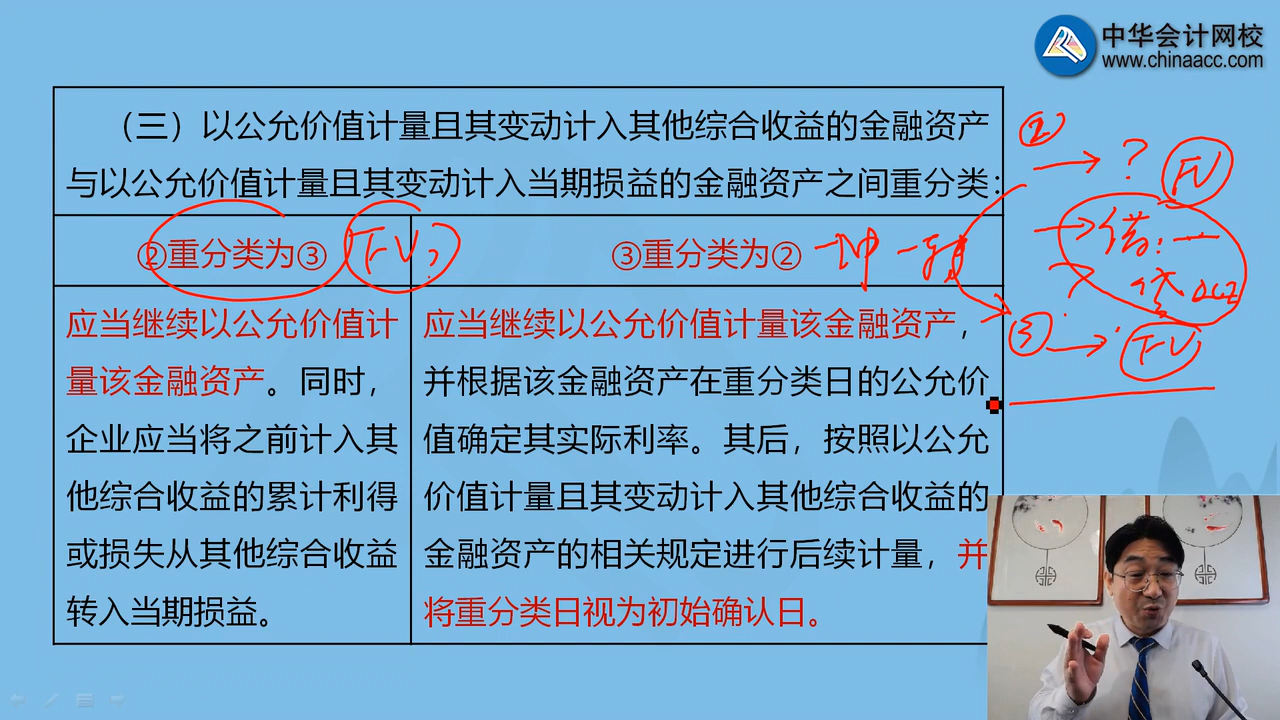 中华会计网校
www.chinaacc.com
（三）以公允价值计量且其变动计入其他综合收益的金融资产
与以公允价值计量且其变动计入当期损益的金融资产之间重分类：
②重分类为③ FV？
③重分类为②
应当继续以公允价值计
量该金融资产。同时，
企业应当将之前计入其
他综合收益的累计利得
或损失从其他综合收益
转入当期损益。
应当继续以公允价值计量该金融资产，
并根据该金融资产在重分类日的公允价
值确定其实际利率。其后，按照以公允
价值计量且其变动计入其他综合收益的
金融资产的相关规定进行后续计量，并
将重分类日视为初始确认日。
②
→ ? FV
→ 借：一
贷
③ → FV